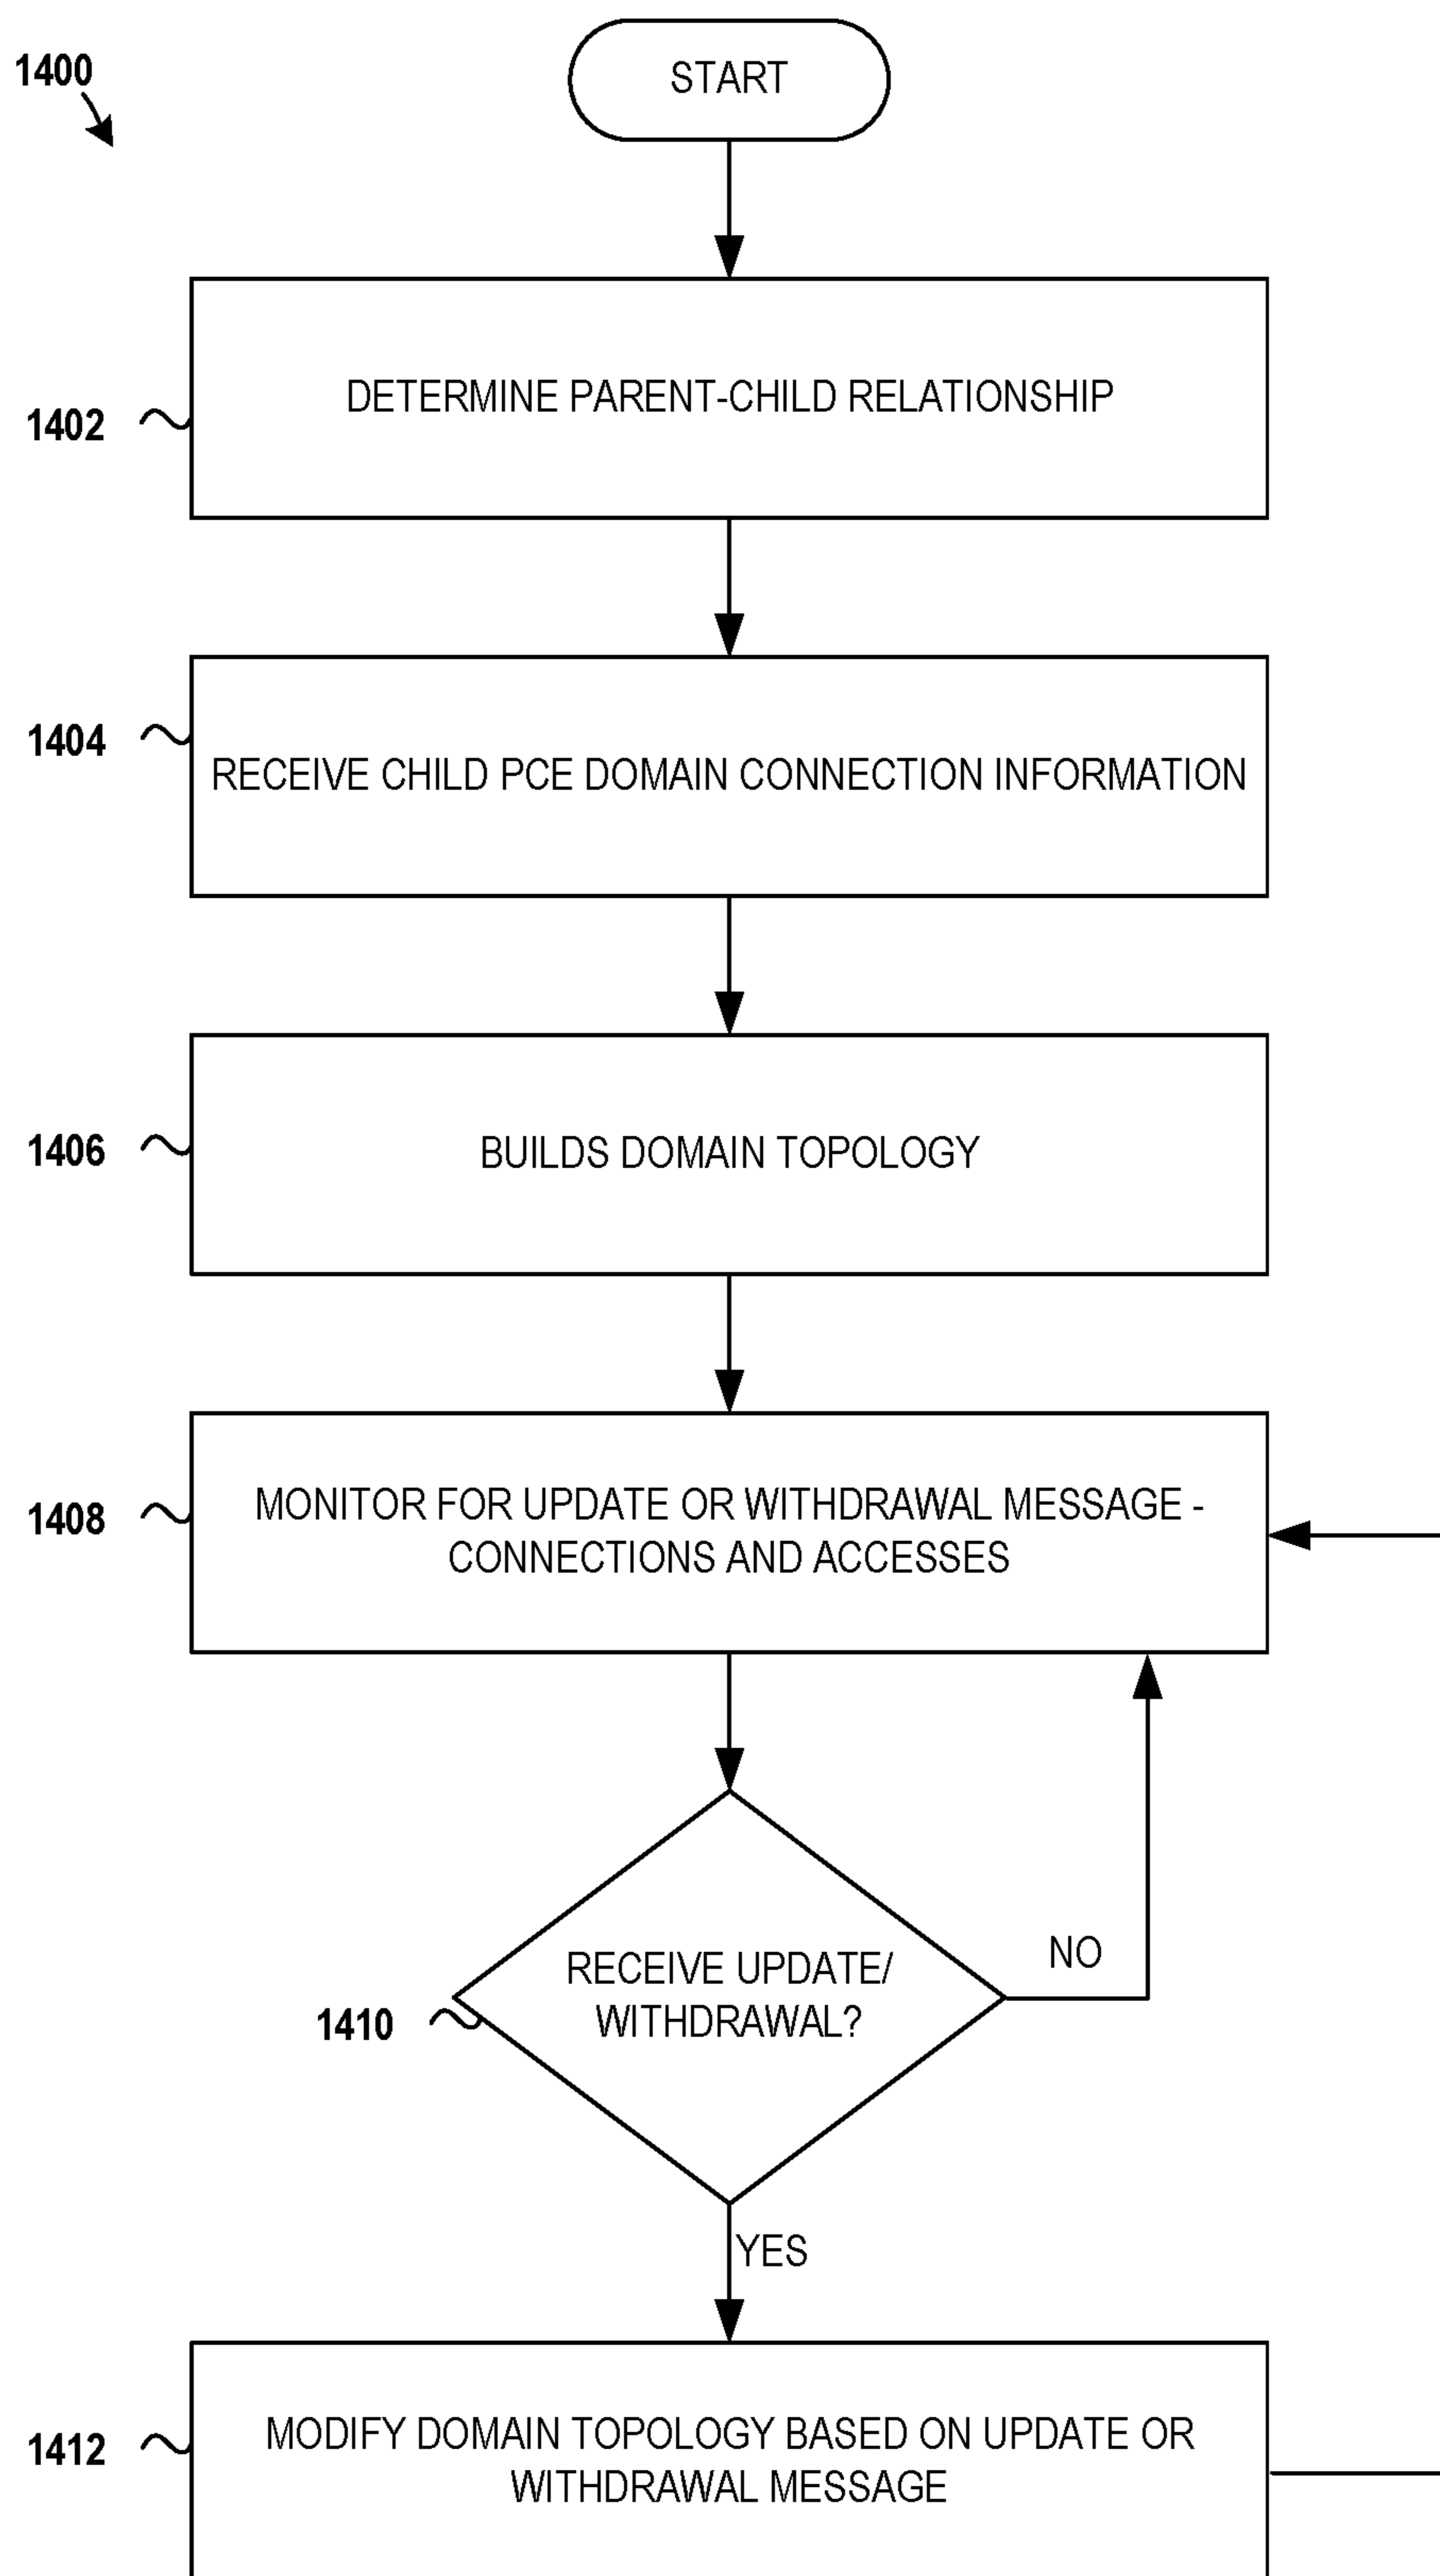 1400
START
DETERMINE PARENT-CHILD RELATIONSHIP
1402
1404
RECEIVE CHILD PCE DOMAIN CONNECTION INFORMATION
1406
BUILDS DOMAIN TOPOLOGY
1408
MONITOR FOR UPDATE OR WITHDRAWAL MESSAGE -
CONNECTIONS AND ACCESSES
RECEIVE UPDATE/
WITHDRAWAL?
NO
1410
YES
1412
MODIFY DOMAIN TOPOLOGY BASED ON UPDATE OR
WITHDRAWAL MESSAGE